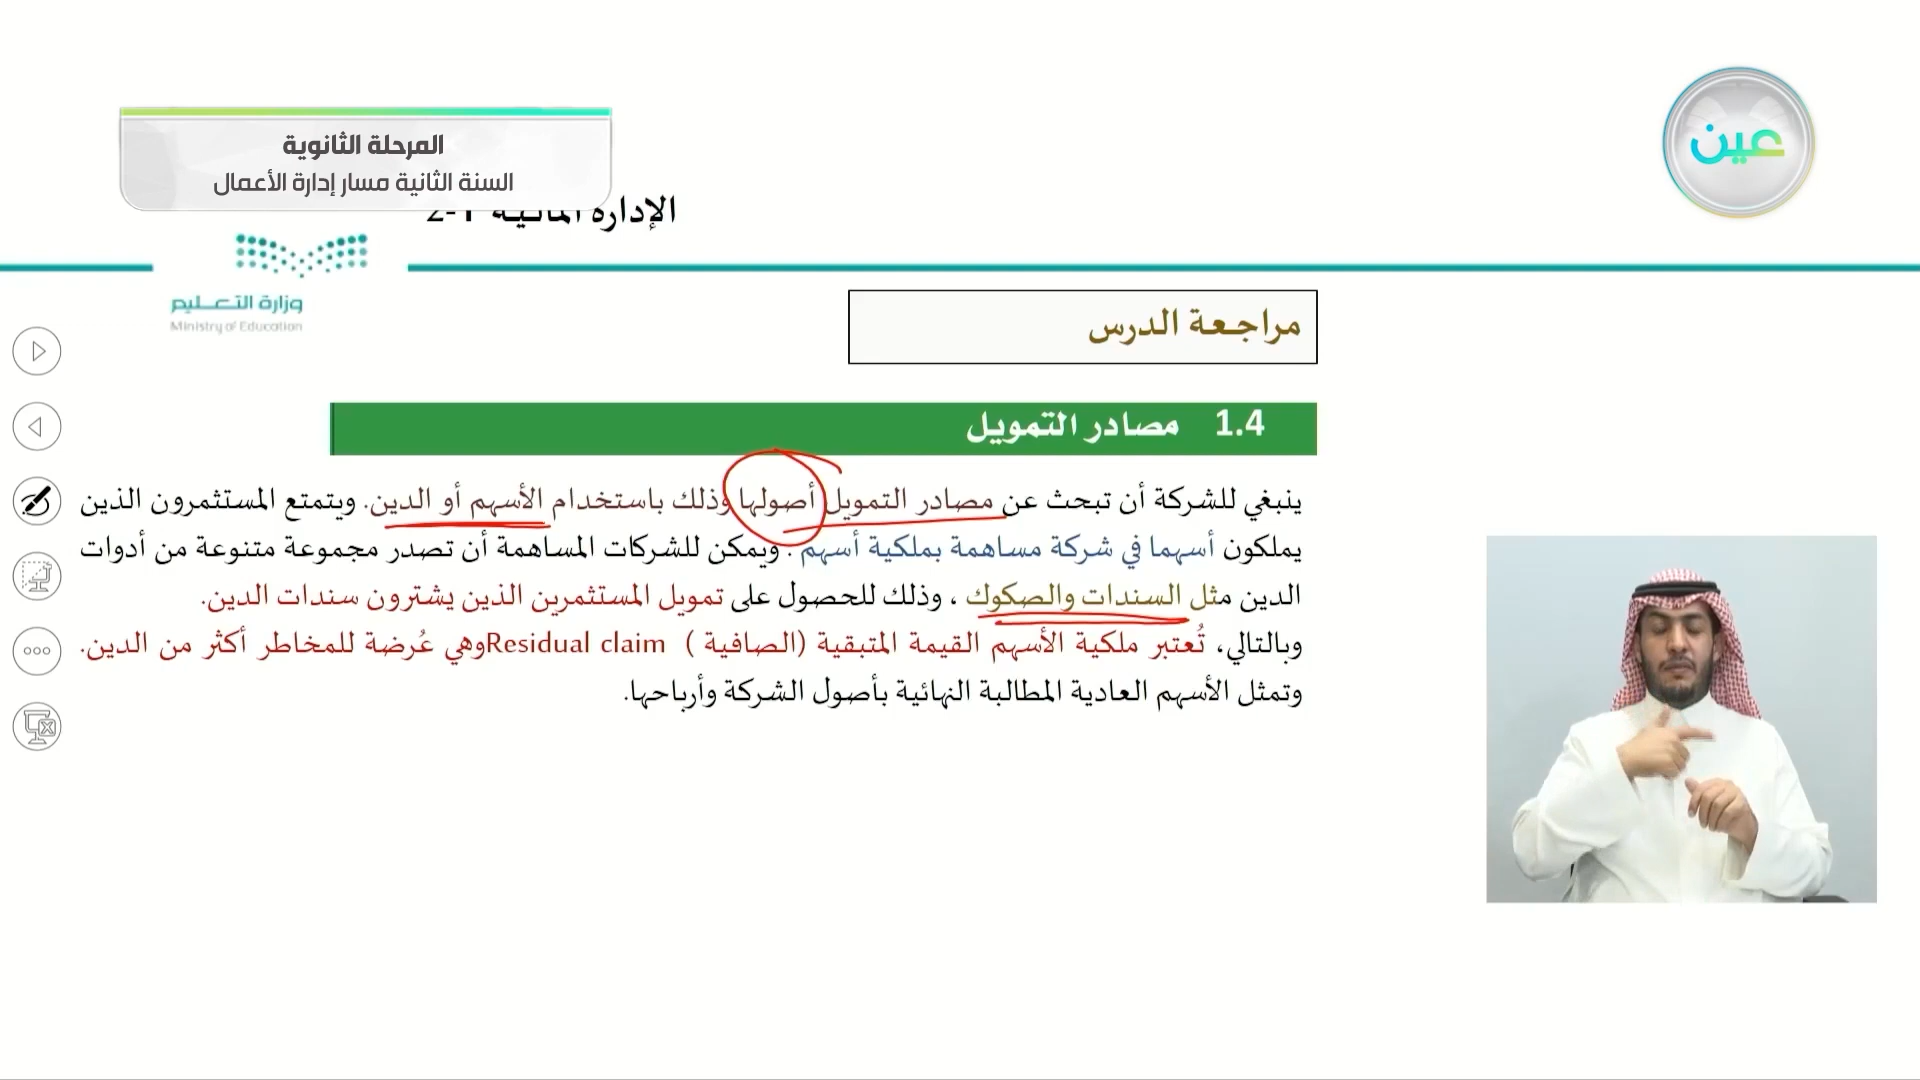 المرحلة الثانوية
السنة الثانية مسار إدارة الأعمال
عين
الإدارة المالية 1-2
وزارة التعليم
Ministry of Education
مراجعة الدرس
1.4 مصادر التمويل
ينبغي للشركة أن تبحث عن مصادر التمويل أصولها وذلك باستخدام الأسهم أو الدين. ويتمتع المستثمرون الذين
يملكون أسهما في شركة مساهمة بملكية أسهم . ويمكن للشركات المساهمة أن تصدر مجموعة متنوعة من أدوات
الدين مثل السندات والصكوك ، وذلك للحصول على تمويل المستثمرين الذين يشترون سندات الدين.
وبالتالي، تُعتبر ملكية الأسهم القيمة المتبقية (الصافية ) Residual claim وهي عُرضة للمخاطر أكثر من الدين.
وتمثل الأسهم العادية المطالبة النهائية بأصول الشركة وأرباحها.